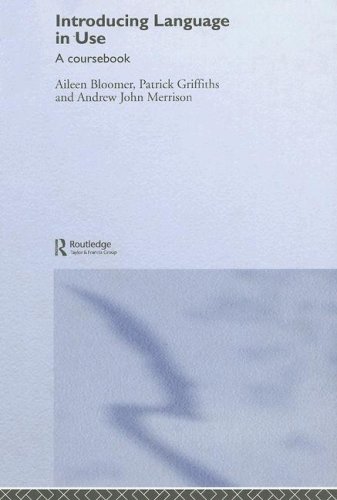 Introducing Language
in Use
A coursebook
Aileen Bloomer, Patrick Griffiths
and Andrew John Merrison
R Routledge
Taylor & Francis Group